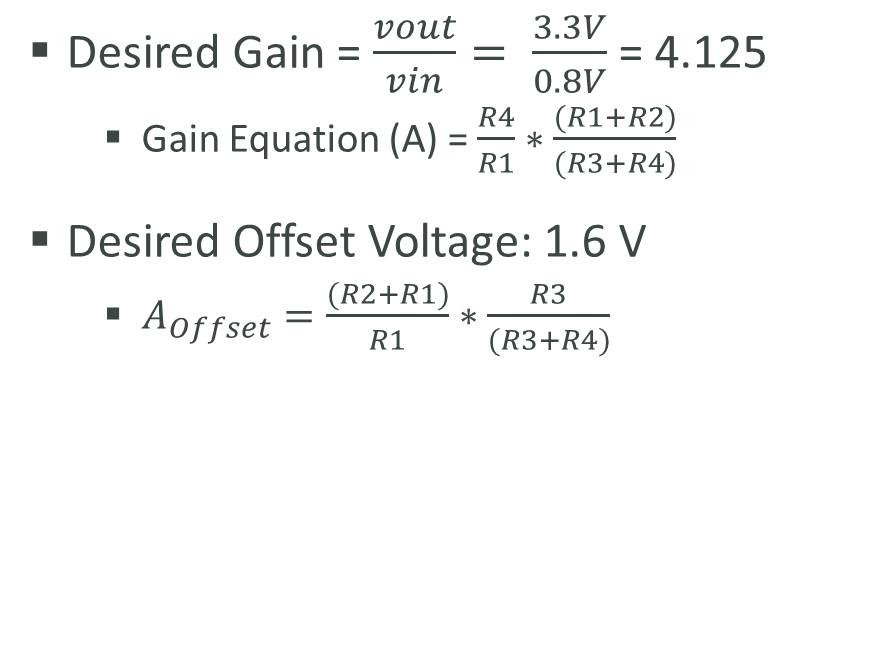 ▪ Desired Gain = vout/vin = 3.3V/0.8V = 4.125
▪ Gain Equation (A) = R4/R1 * (R1+R2)/(R3+R4)
▪ Desired Offset Voltage: 1.6 V
▪ A_Offset = (R2+R1)/R1 * R3/(R3+R4)